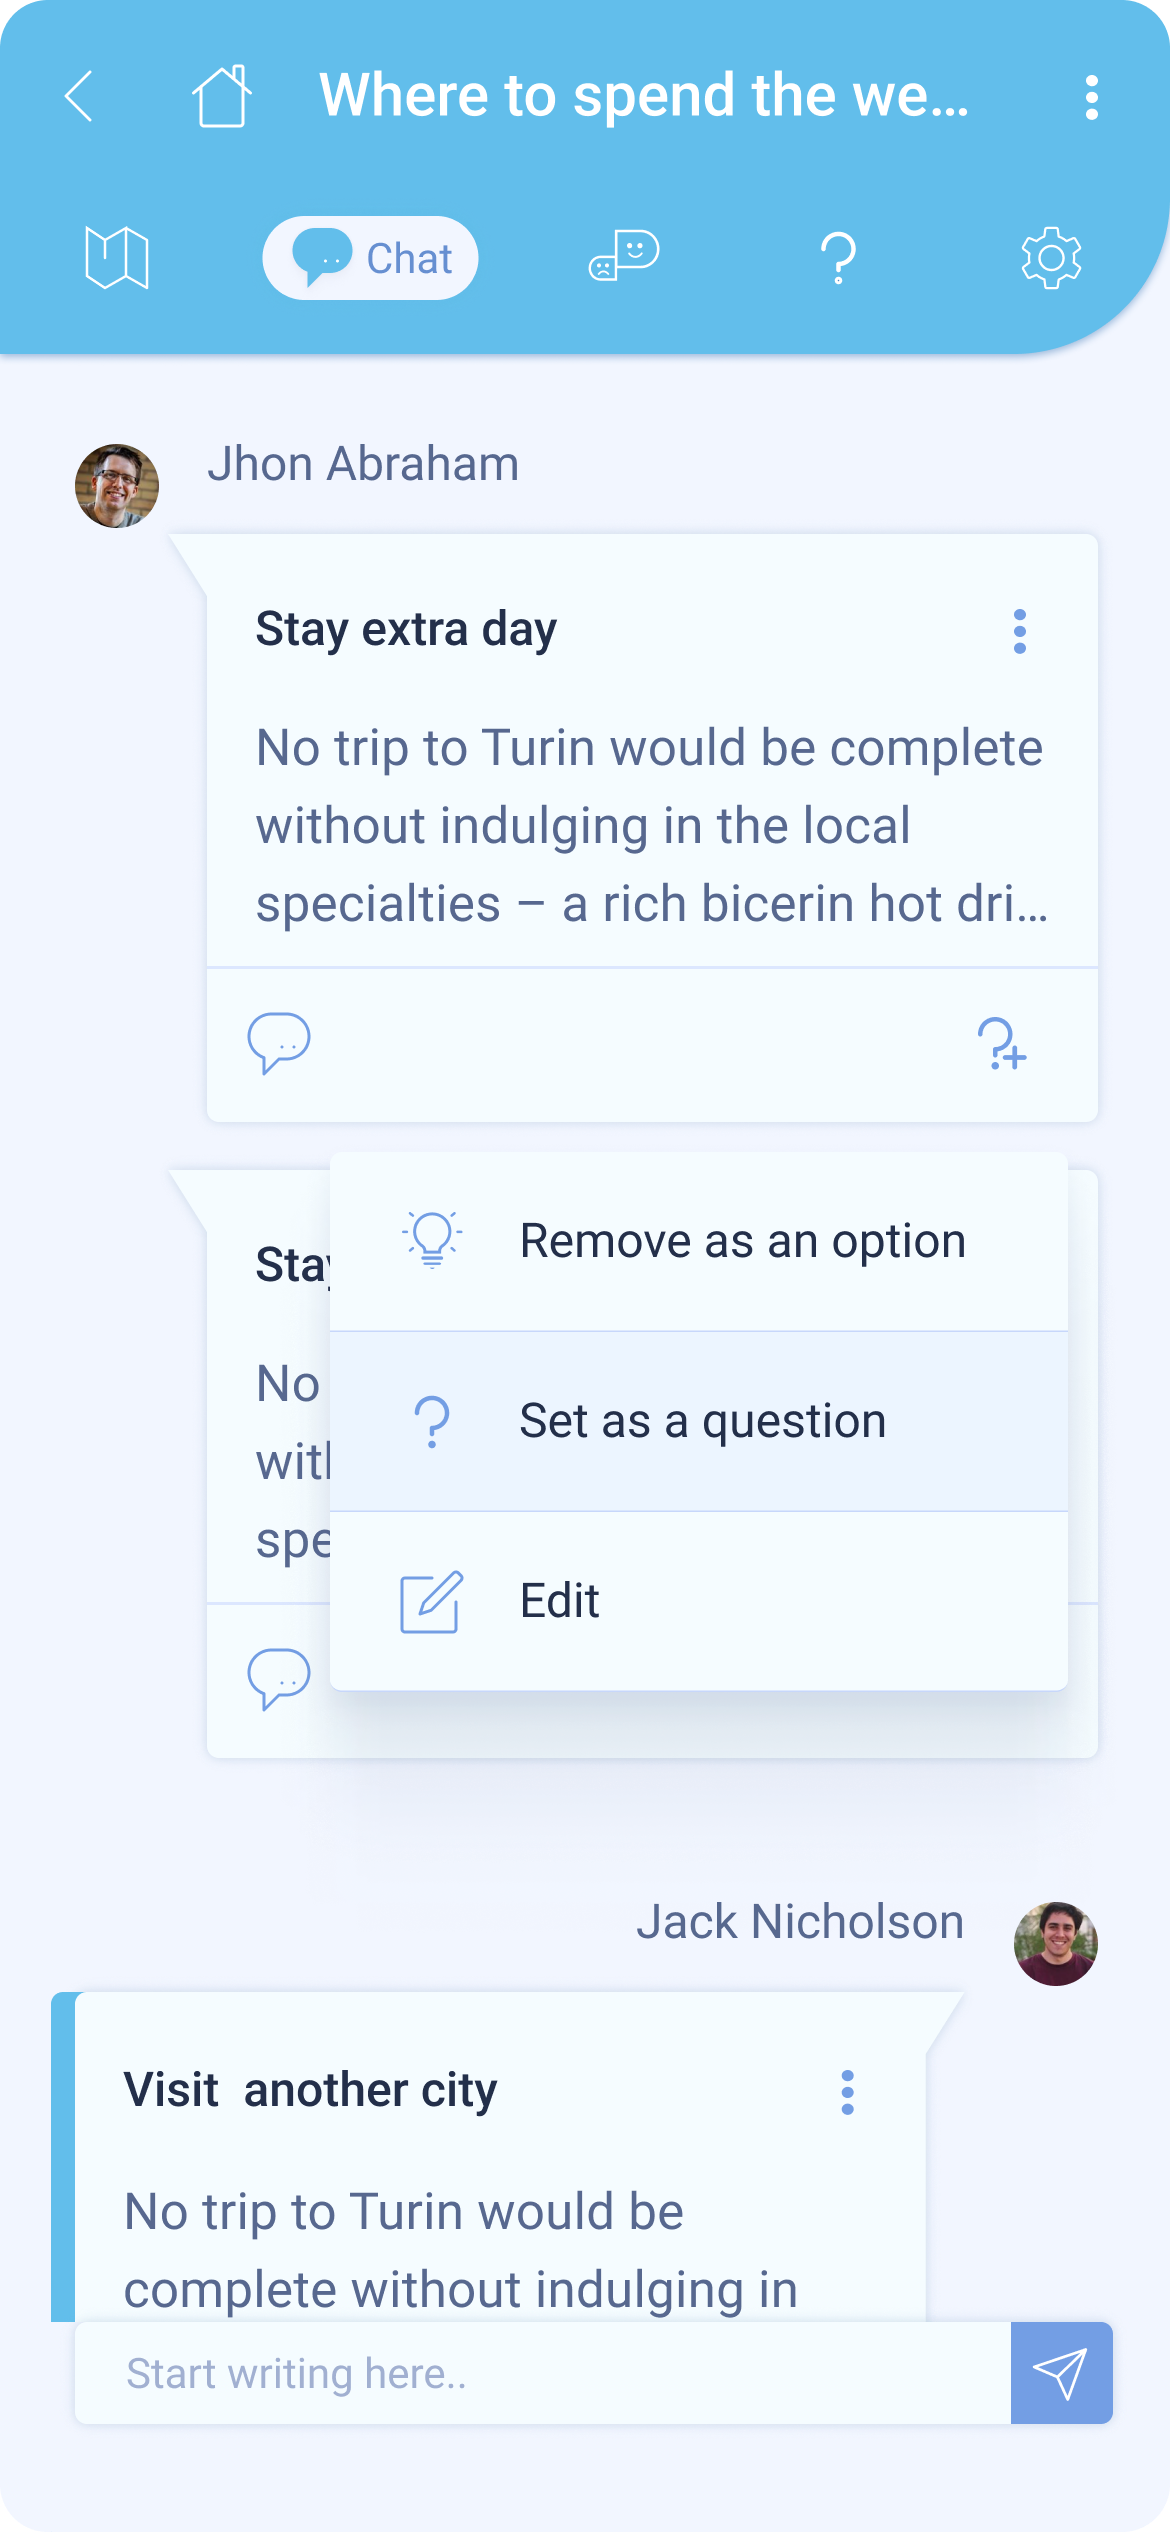 Where to spend the we...
Chat
Jhon Abraham
Stay extra day
No trip to Turin would be complete
without indulging in the local
specialties – a rich bicerin hot dri...
Remove as an option
Stay
No
Set as a question
spe
Edit
Jack Nicholson
Visit  another city
No trip to Turin would be
complete without indulging in
Start writing here..